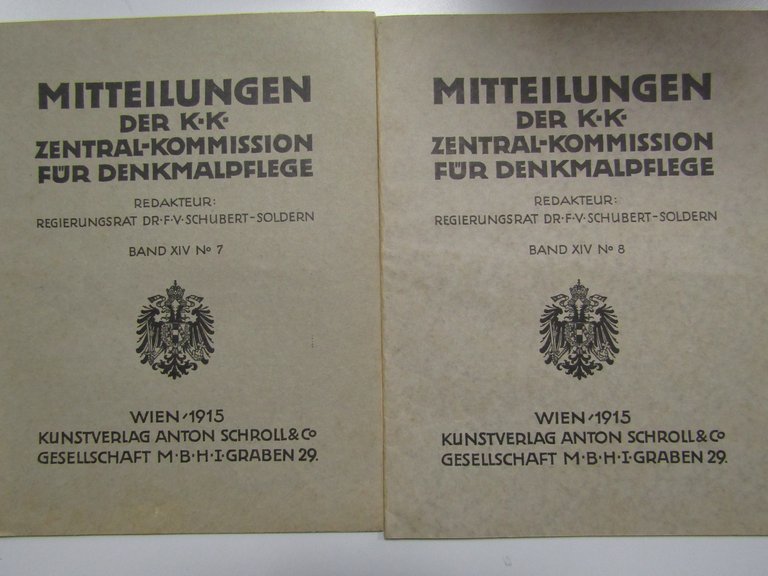 MITTEILUNGEN
DER K·K·
ZENTRAL-KOMMISSION
FÜR DENKMALPFLEGE
REDAKTEUR:
REGIERUNGSRAT DR·F·V·SCHUBERT-SOLDERN
BAND XIV No 7
WIEN 1915
KUNSTVERLAG ANTON SCHROLL & Co
GESELLSCHAFT M·B·H·I·GRABEN 29.
MITTEILUNGEN
DER K·K·
ZENTRAL-KOMMISSION
FÜR DENKMALPFLEGE
REDAKTEUR:
REGIERUNGSRAT DR·F·V·SCHUBERT-SOLDERN
BAND XIV No 8
WIEN 1915
KUNSTVERLAG ANTON SCHROLL & Co
GESELLSCHAFT M·B·H·I·GRABEN 29.